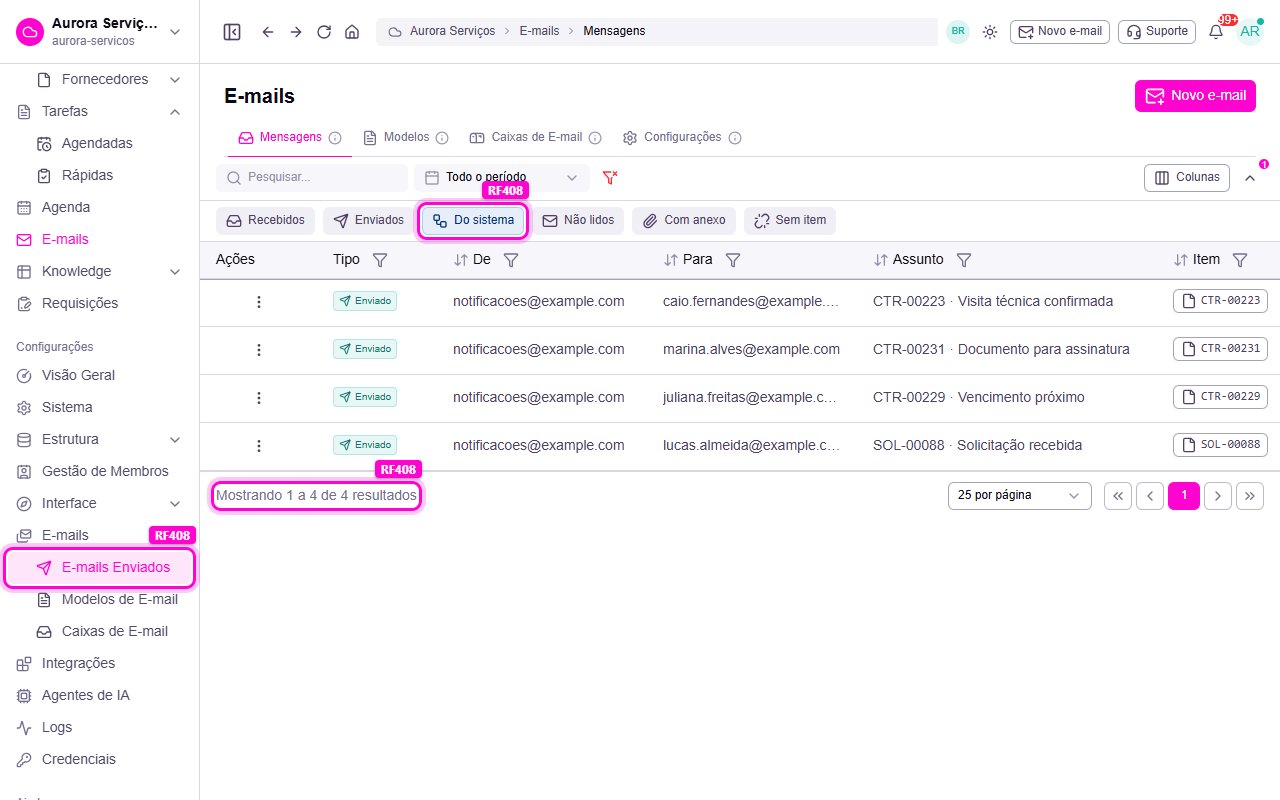 Aurora Serviç...
aurora-servicos
Aurora Serviços
E-mails
Mensagens
BR
Novo e-mail
Suporte
99+
AR
Fornecedores
Tarefas
Agendadas
Rápidas
Agenda
E-mails
Knowledge
Requisições
Configurações
Visão Geral
Sistema
Estrutura
Gestão de Membros
Interface
E-mails
RF408
E-mails Enviados
Modelos de E-mail
Caixas de E-mail
Integrações
Agentes de IA
Logs
Credenciais
E-mails
Novo e-mail
Mensagens
Modelos
Caixas de E-mail
Configurações
Pesquisar...
Todo o período
Colunas
1
RF408
Recebidos
Enviados
Do sistema
Não lidos
Com anexo
Sem item
Ações Tipo De Para Assunto Item
Enviado notificacoes@example.com caio.fernandes@example.... CTR-00223 · Visita técnica confirmada CTR-00223
Enviado notificacoes@example.com marina.alves@example.com CTR-00231 · Documento para assinatura CTR-00231
Enviado notificacoes@example.com juliana.freitas@example.c... CTR-00229 · Vencimento próximo CTR-00229
Enviado notificacoes@example.com lucas.almeida@example.c... SOL-00088 · Solicitação recebida SOL-00088
RF408
Mostrando 1 a 4 de 4 resultados
25 por página
1